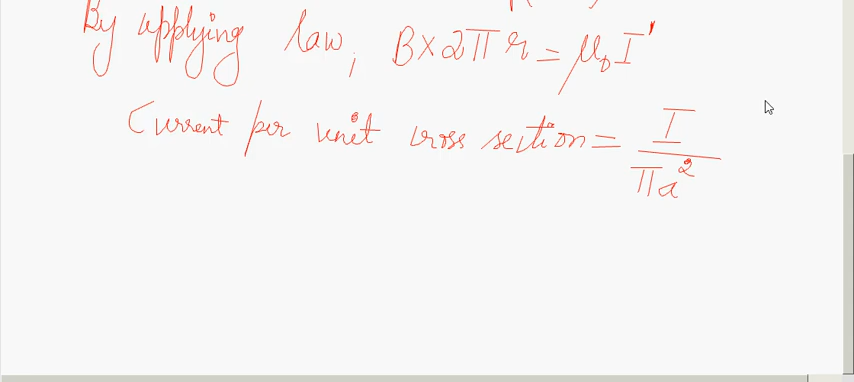 By applying law, B×2πr = μ₀I'
Current per unit cross section = I/πa²